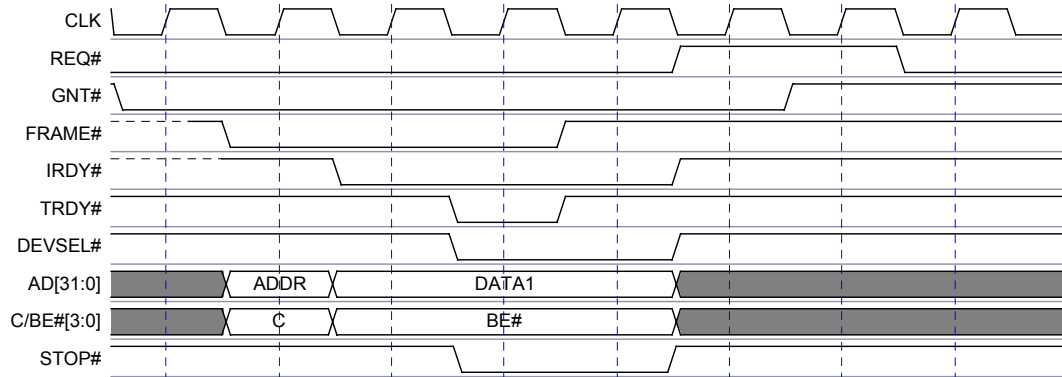 CLK
REQ#
GNT#
FRAME#
IRDY#
TRDY#
DEVSEL#
AD[31:0] ADDR DATA1
C/BE#[3:0] C BE#
STOP#